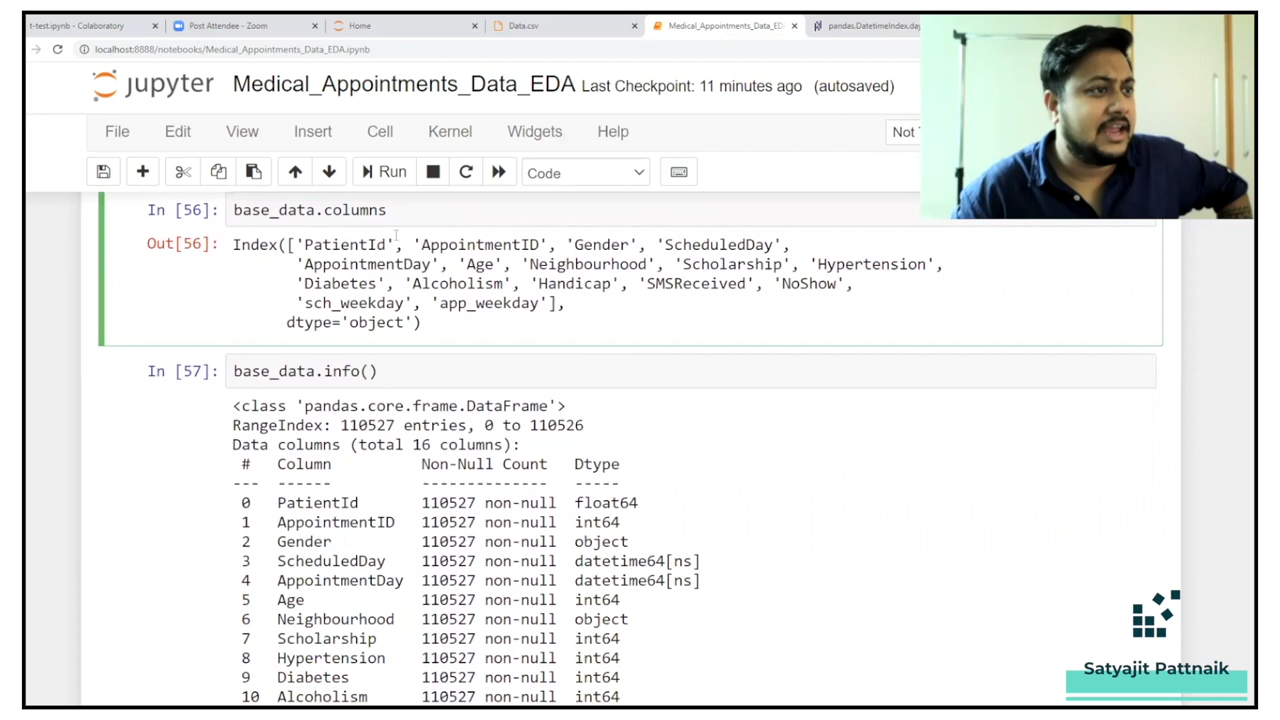 t-test.ipynb - Colaboratory
Post Attendee - Zoom
Home
Data.csv
Medical_Appointments_Data_ED
pandas.DatetimeIndex.day
localhost:8888/notebooks/Medical_Appointments_Data_EDA.ipynb
jupyter Medical_Appointments_Data_EDA Last Checkpoint: 11 minutes ago (autosaved)
File Edit View Insert Cell Kernel Widgets Help Not
Run Code
In [56]: base_data.columns
Out[56]: Index(['PatientId', 'AppointmentID', 'Gender', 'ScheduledDay',
'AppointmentDay', 'Age', 'Neighbourhood', 'Scholarship', 'Hypertension',
'Diabetes', 'Alcoholism', 'Handicap', 'SMSReceived', 'NoShow',
'sch_weekday', 'app_weekday'],
dtype='object')
In [57]: base_data.info()
<class 'pandas.core.frame.DataFrame'>
RangeIndex: 110527 entries, 0 to 110526
Data columns (total 16 columns):
# Column Non-Null Count Dtype
--- ------ -------------- -----
0 PatientId 110527 non-null float64
1 AppointmentID 110527 non-null int64
2 Gender 110527 non-null object
3 ScheduledDay 110527 non-null datetime64[ns]
4 AppointmentDay 110527 non-null datetime64[ns]
5 Age 110527 non-null int64
6 Neighbourhood 110527 non-null object
7 Scholarship 110527 non-null int64
8 Hypertension 110527 non-null int64
9 Diabetes 110527 non-null int64
10 Alcoholism 110527 non-null int64
Satyajit Pattnaik